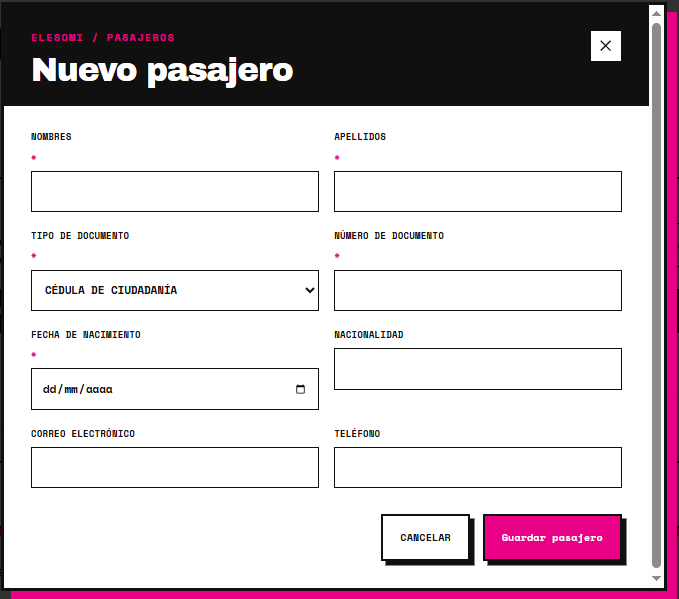 ELESOMI / PASAJEROS
Nuevo pasajero
NOMBRES
*
APELLIDOS
*
TIPO DE DOCUMENTO
*
CÉDULA DE CIUDADANÍA
NÚMERO DE DOCUMENTO
*
FECHA DE NACIMIENTO
*
dd/mm/aaaa
NACIONALIDAD
CORREO ELECTRÓNICO
TELÉFONO
CANCELAR
Guardar pasajero